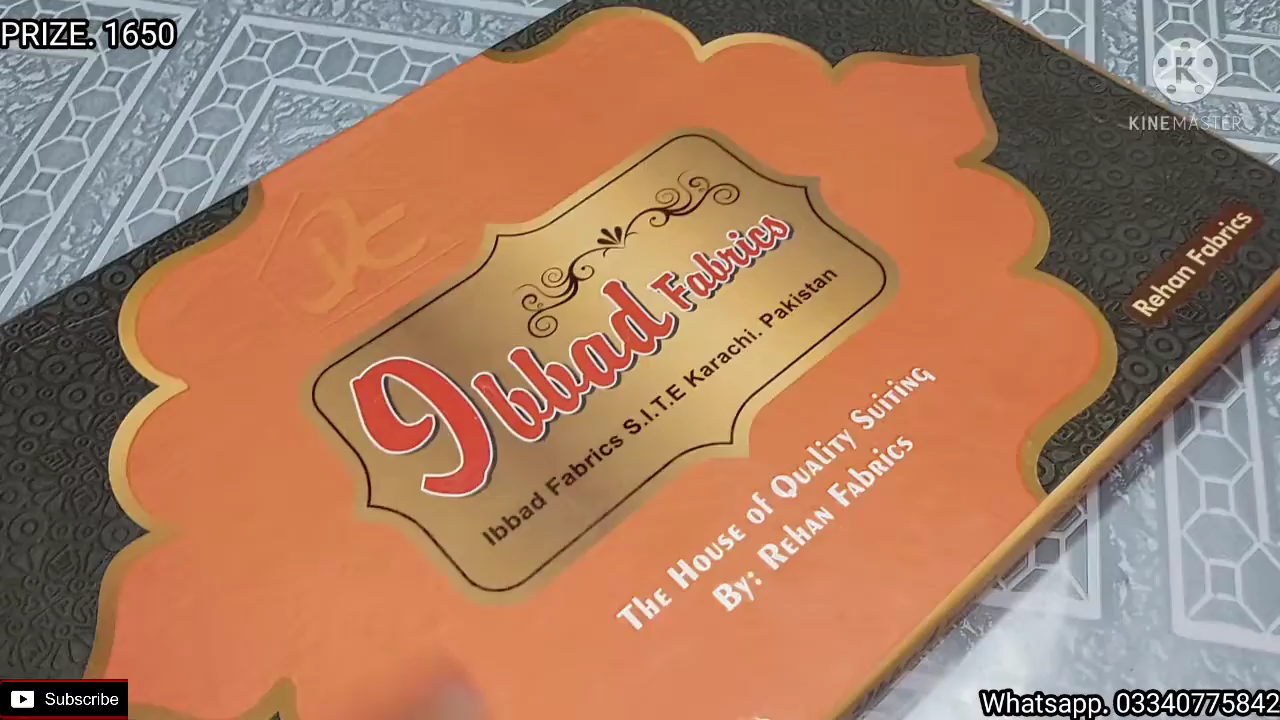 PRIZE. 1650
K
KINEMASTER
Rehan Fabrics
Ibbad Fabrics
Ibbad Fabrics S.I.T.E Karachi. Pakistan
The House of Quality Suiting
By: Rehan Fabrics
Subscribe
Whatsapp. 03340775842